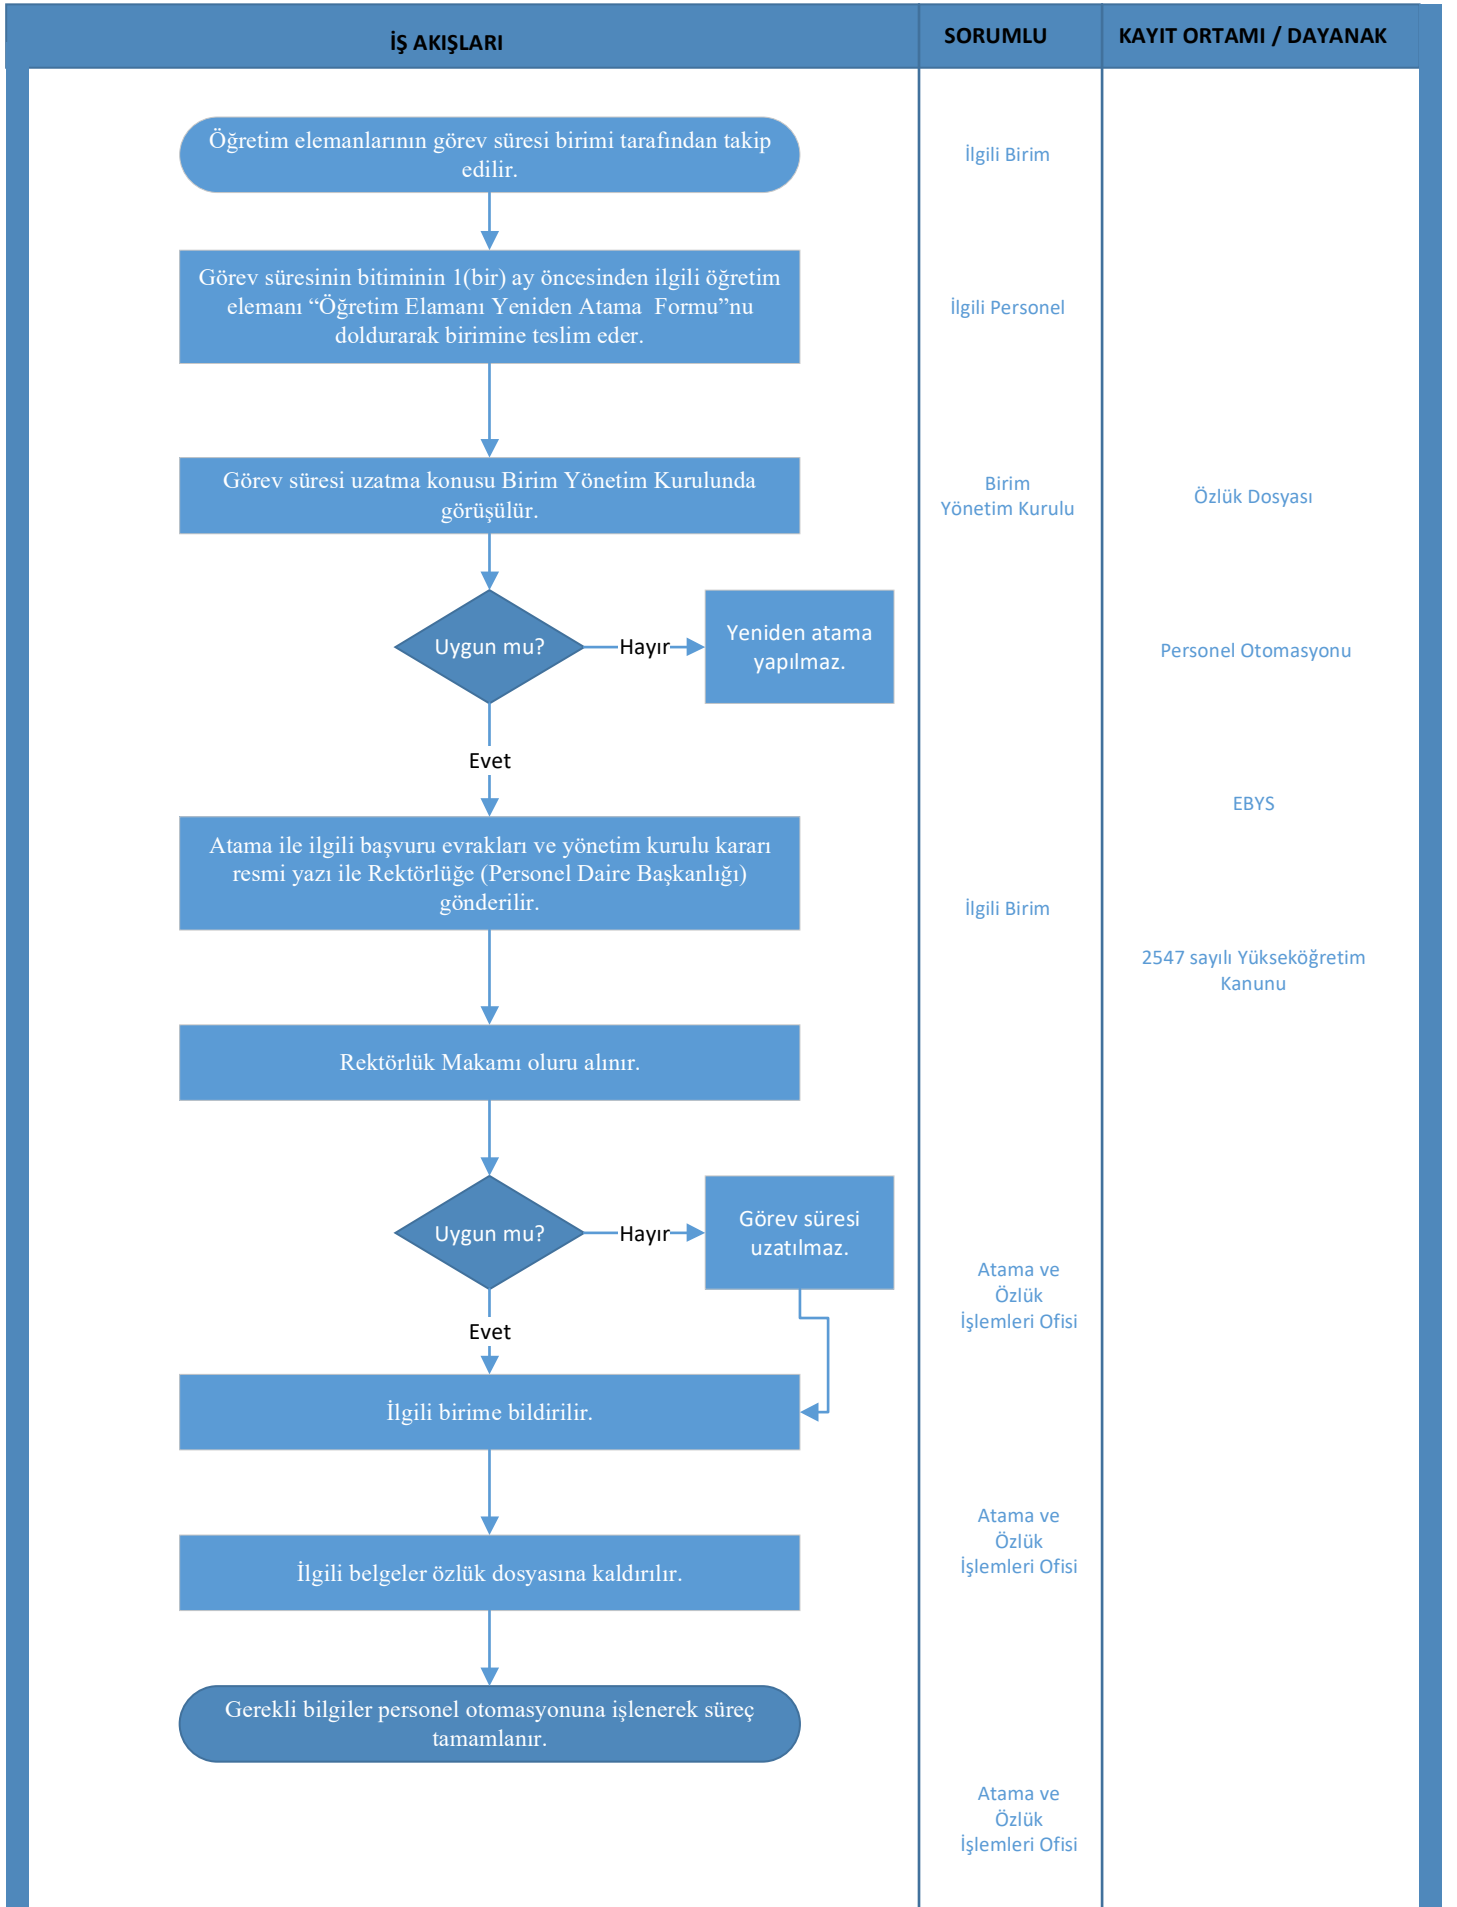 İŞ AKIŞLARI
SORUMLU
KAYIT ORTAMI / DAYANAK
Öğretim elemanlarının görev süresi birimi tarafından takip
edilir.
İlgili Birim
Görev süresinin bitiminin 1(bir) ay öncesinden ilgili öğretim
elemanı “Öğretim Elamanı Yeniden Atama Formu”nu
doldurarak birimine teslim eder.
İlgili Personel
Görev süresi uzatma konusu Birim Yönetim Kurulunda
görüşülür.
Birim
Yönetim Kurulu
Özlük Dosyası
Uygun mu?
Hayır
Yeniden atama
yapılmaz.
Personel Otomasyonu
Evet
EBYS
Atama ile ilgili başvuru evrakları ve yönetim kurulu kararı
resmi yazı ile Rektörlüğe (Personel Daire Başkanlığı)
gönderilir.
İlgili Birim
2547 sayılı Yükseköğretim
Kanunu
Rektörlük Makamı oluru alınır.
Uygun mu?
Hayır
Görev süresi
uzatılmaz.
Atama ve
Özlük
İşlemleri Ofisi
Evet
İlgili birime bildirilir.
Atama ve
Özlük
İşlemleri Ofisi
İlgili belgeler özlük dosyasına kaldırılır.
Gerekli bilgiler personel otomasyonuna işlenerek süreç
tamamlanır.
Atama ve
Özlük
İşlemleri Ofisi